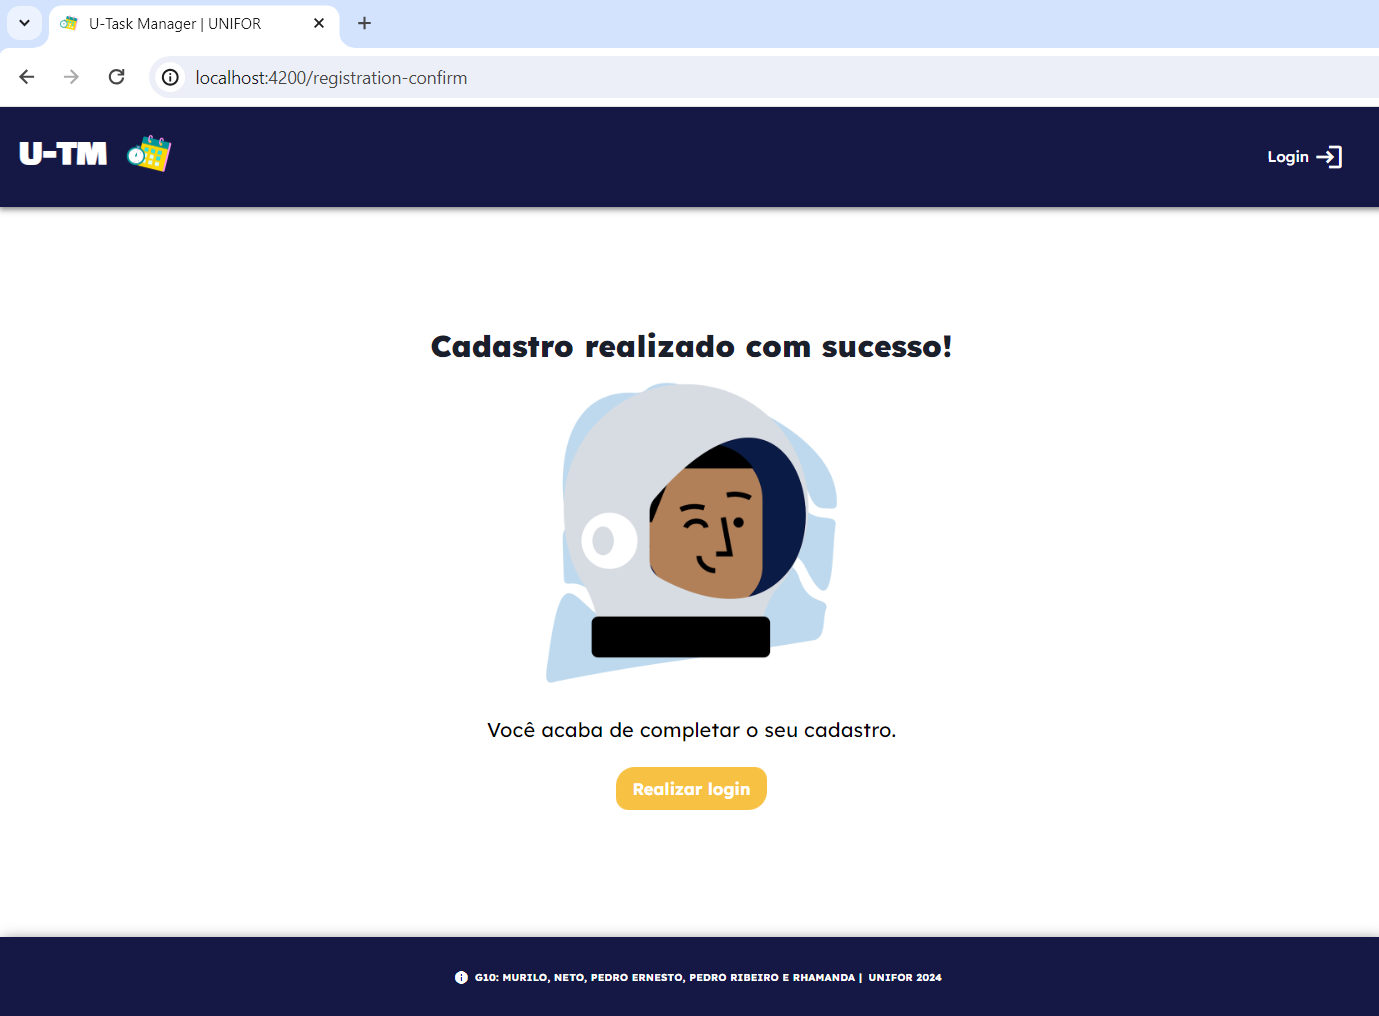 U-Task Manager | UNIFOR
localhost:4200/registration-confirm
U-TM
Login
Cadastro realizado com sucesso!
Você acaba de completar o seu cadastro.
Realizar login
G10: MURILO, NETO, PEDRO ERNESTO, PEDRO RIBEIRO E RHAMANDA | UNIFOR 2024